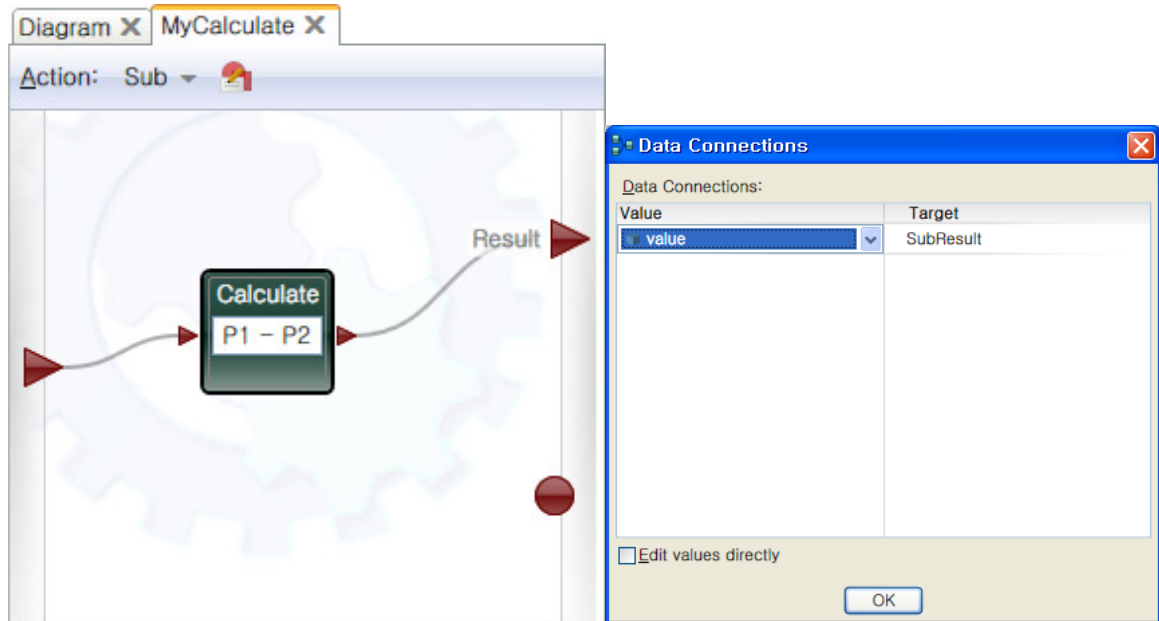 Diagram X MyCalculate X
Action: Sub
Result
Calculate
P1 - P2
Data Connections
Data Connections:
Value Target
value SubResult
Edit values directly
OK